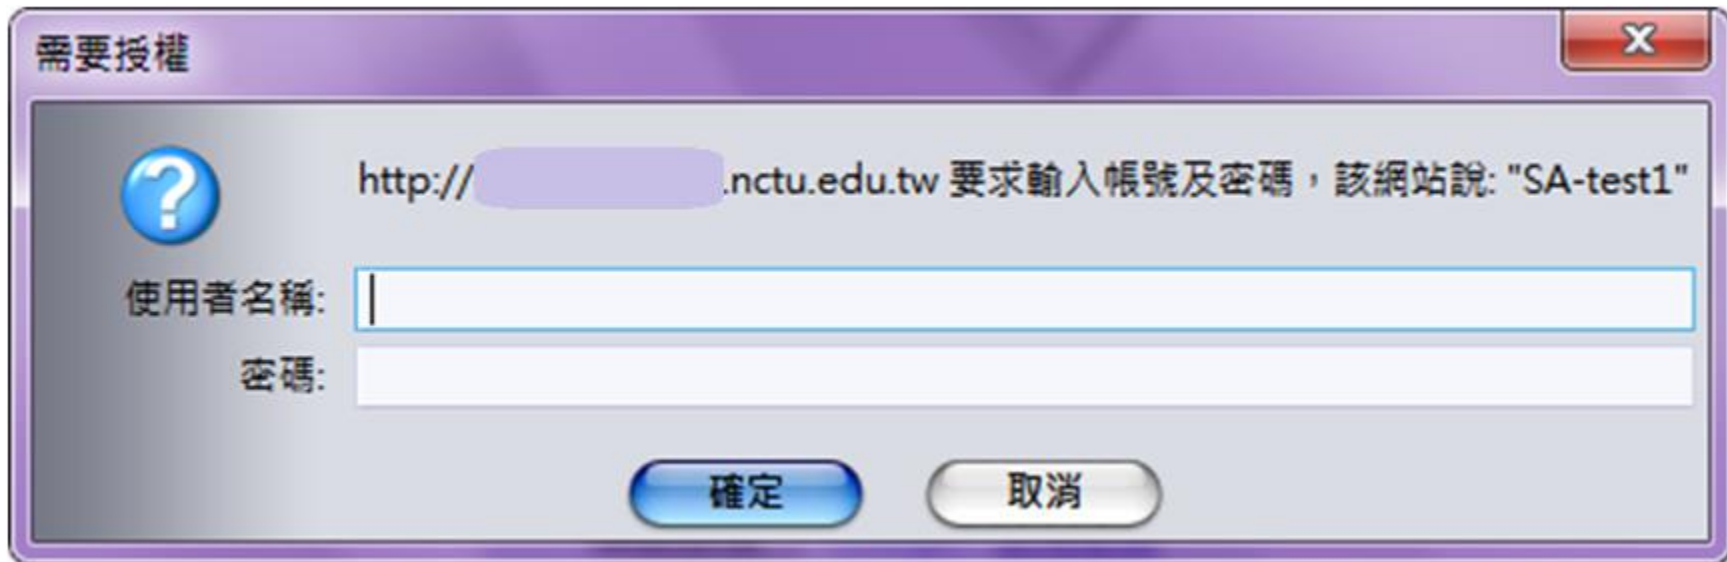 需要授權
http:// .nctu.edu.tw 要求輸入帳號及密碼，該網站說: "SA-test1"
使用者名稱:
密碼:
確定 取消